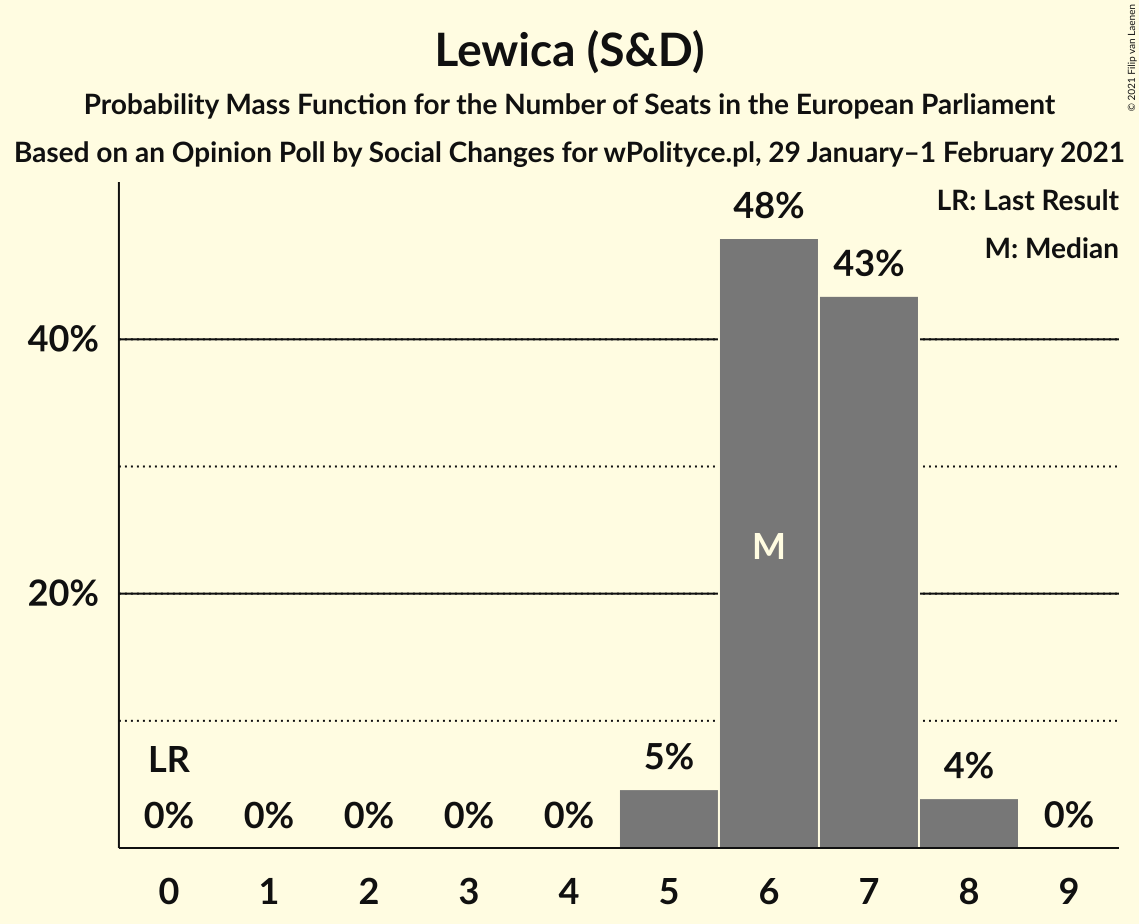 Lewica (S&D)
Probability Mass Function for the Number of Seats in the European Parliament
Based on an Opinion Poll by Social Changes for wPolityce.pl, 29 January–1 February 2021
© 2021 Filip van Laenen
LR: Last Result
M: Median
48%
43%
40%
M
20%
LR
5%
4%
0%
0%
0%
0%
0%
0%
0 1 2 3 4 5 6 7 8 9